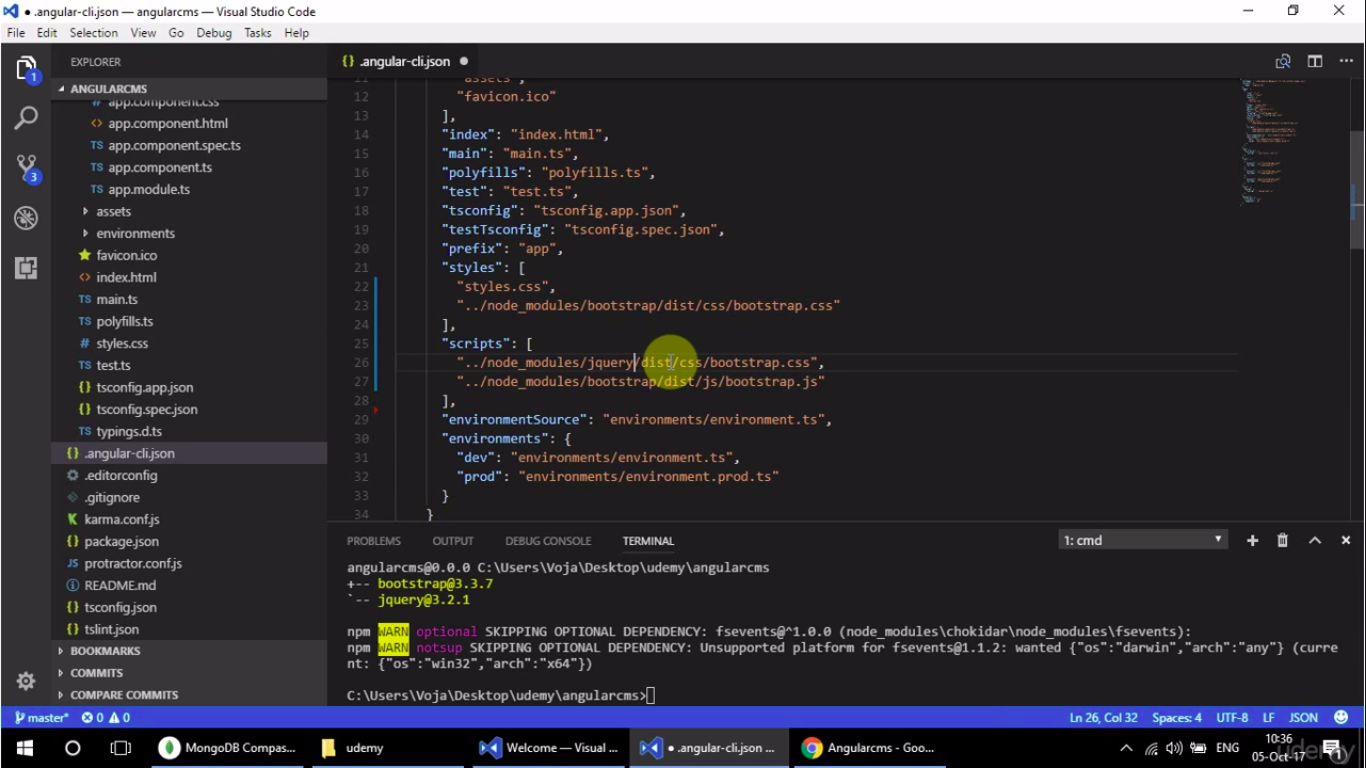 .angular-cli.json — angularcms — Visual Studio Code
File Edit Selection View Go Debug Tasks Help
EXPLORER
.angular-cli.json
1
ANGULARCMS
app.component.css
app.component.html
TS app.component.spec.ts
TS app.component.ts
TS app.module.ts
3
assets
environments
favicon.ico
index.html
TS main.ts
TS polyfills.ts
# styles.css
TS test.ts
{} tsconfig.app.json
{} tsconfig.spec.json
TS typings.d.ts
{} .angular-cli.json
.editorconfig
.gitignore
karma.conf.js
{} package.json
JS protractor.conf.js
README.md
{} tsconfig.json
{} tslint.json
BOOKMARKS
COMMITS
COMPARE COMMITS
11 "assets",
12 "favicon.ico"
13 ],
14 "index": "index.html",
15 "main": "main.ts",
16 "polyfills": "polyfills.ts",
17 "test": "test.ts",
18 "tsconfig": "tsconfig.app.json",
19 "testTsconfig": "tsconfig.spec.json",
20 "prefix": "app",
21 "styles": [
22 "styles.css",
23 "../node_modules/bootstrap/dist/css/bootstrap.css"
24 ],
25 "scripts": [
26 "../node_modules/jquery/dist/css/bootstrap.css",
27 "../node_modules/bootstrap/dist/js/bootstrap.js"
28 ],
29 "environmentSource": "environments/environment.ts",
30 "environments": {
31 "dev": "environments/environment.ts",
32 "prod": "environments/environment.prod.ts"
33 }
34 }
PROBLEMS OUTPUT DEBUG CONSOLE TERMINAL 1: cmd
angularcms@0.0.0 C:\Users\Voja\Desktop\udemy\angularcms
+-- bootstrap@3.3.7
`-- jquery@3.2.1
npm WARN optional SKIPPING OPTIONAL DEPENDENCY: fsevents@^1.0.0 (node_modules\chokidar\node_modules\fsevents):
npm WARN notsup SKIPPING OPTIONAL DEPENDENCY: Unsupported platform for fsevents@1.1.2: wanted {"os":"darwin","arch":"any"} (curre
nt: {"os":"win32","arch":"x64"})
C:\Users\Voja\Desktop\udemy\angularcms>
master* 0 0 Ln 26, Col 32 Spaces: 4 UTF-8 LF JSON
MongoDB Compas... udemy Welcome — Visual ... .angular-cli.json ... Angularcms - Goo... ENG 10:36
05-Oct-17
1
udemy